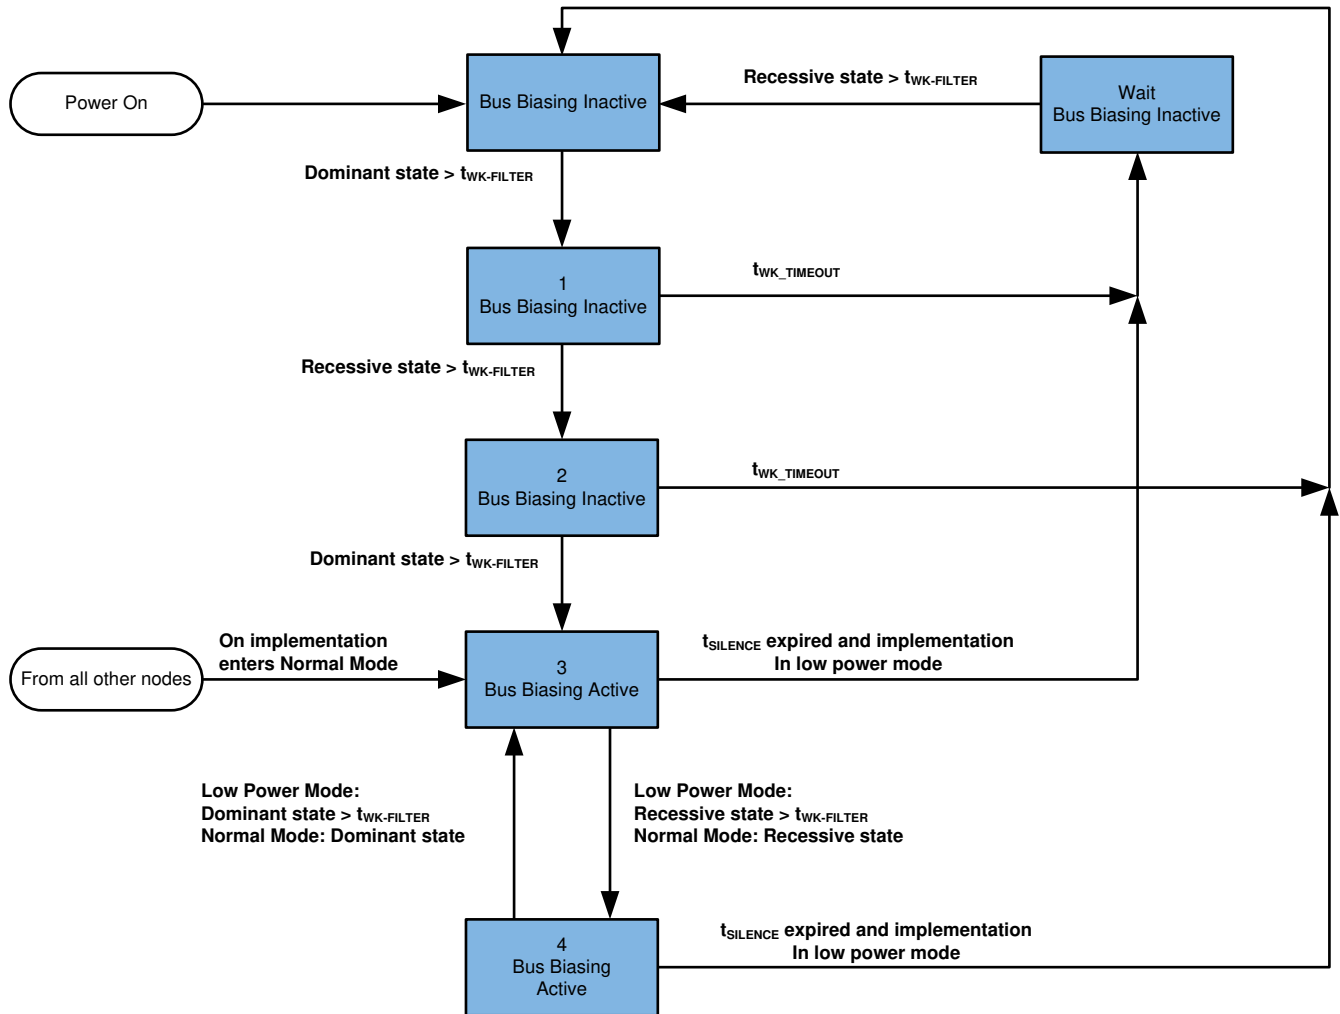 Power On
Bus Biasing Inactive
Recessive state > tWK-FILTER
Wait
Bus Biasing Inactive
Dominant state > tWK-FILTER
1
Bus Biasing Inactive
tWK_TIMEOUT
Recessive state > tWK-FILTER
2
Bus Biasing Inactive
tWK_TIMEOUT
Dominant state > tWK-FILTER
From all other nodes
On implementation
enters Normal Mode
3
Bus Biasing Active
tSILENCE expired and implementation
In low power mode
Low Power Mode:
Dominant state > tWK-FILTER
Normal Mode: Dominant state
Low Power Mode:
Recessive state > tWK-FILTER
Normal Mode: Recessive state
4
Bus Biasing
Active
tSILENCE expired and implementation
In low power mode